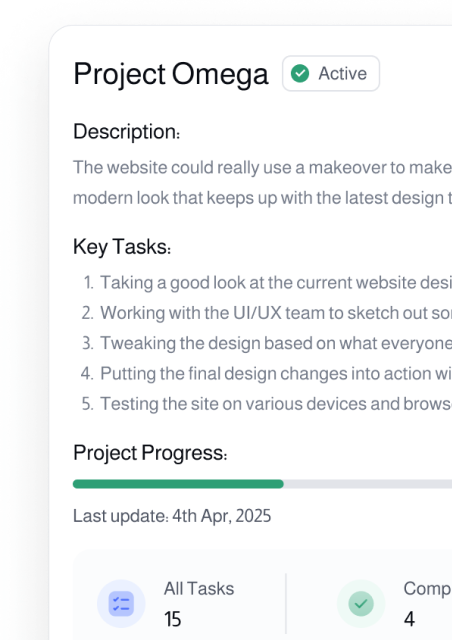 Project Omega Active
Description:
The website could really use a makeover to make
modern look that keeps up with the latest design
Key Tasks:
1. Taking a good look at the current website
2. Working with the UI/UX team to sketch out
3. Tweaking the design based on what everyone
4. Putting the final design changes into action
5. Testing the site on various devices and
Project Progress:
Last update: 4th Apr, 2025
All Tasks
15
Comp
4